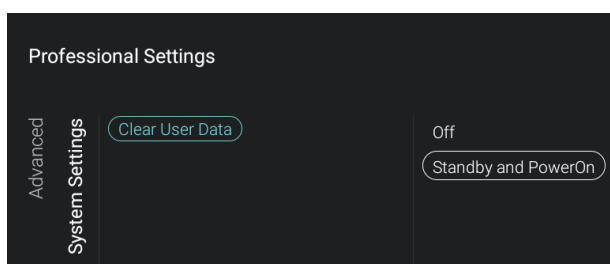 Professional Settings
Advanced
System Settings
Clear User Data
Off
Standby and PowerOn